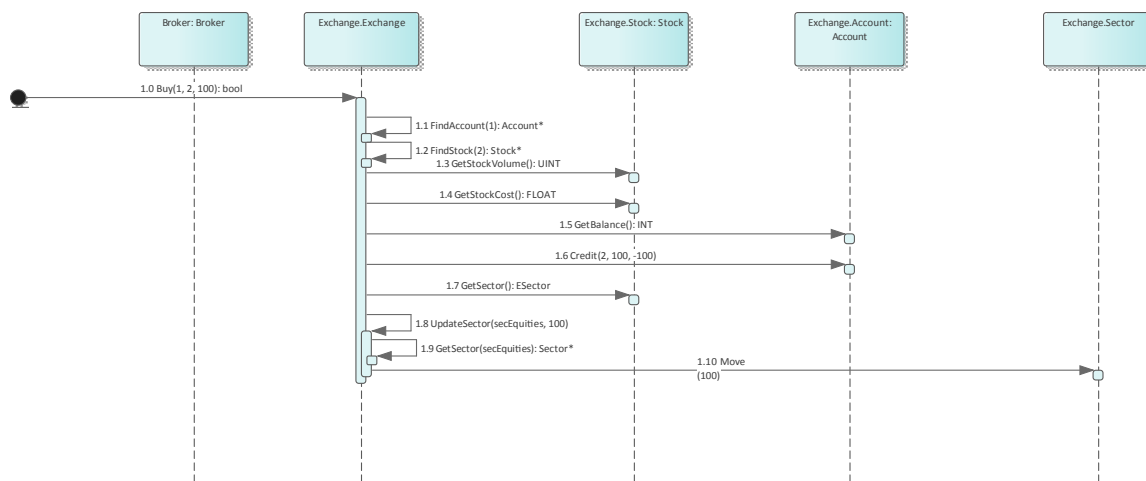 Broker: Broker
Exchange.Exchange
Exchange.Stock: Stock
Exchange.Account:
Account
Exchange.Sector
1.0 Buy(1, 2, 100): bool
1.1 FindAccount(1): Account*
1.2 FindStock(2): Stock*
1.3 GetStockVolume(): UINT
1.4 GetStockCost(): FLOAT
1.5 GetBalance(): INT
1.6 Credit(2, 100, -100)
1.7 GetSector(): ESector
1.8 UpdateSector(secEquities, 100)
1.9 GetSector(secEquities): Sector*
1.10 Move
(100)